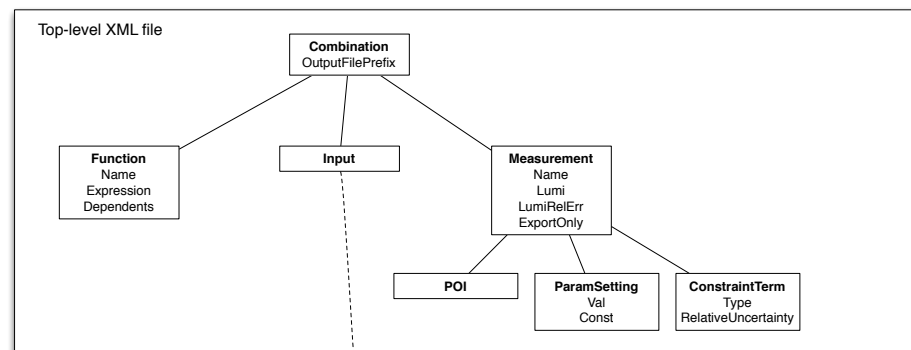 Top-level XML file
Combination
OutputFilePrefix
Function
Name
Expression
Dependents
Input
Measurement
Name
Lumi
LumiRelErr
ExportOnly
POI
ParamSetting
Val
Const
ConstraintTerm
Type
RelativeUncertainty